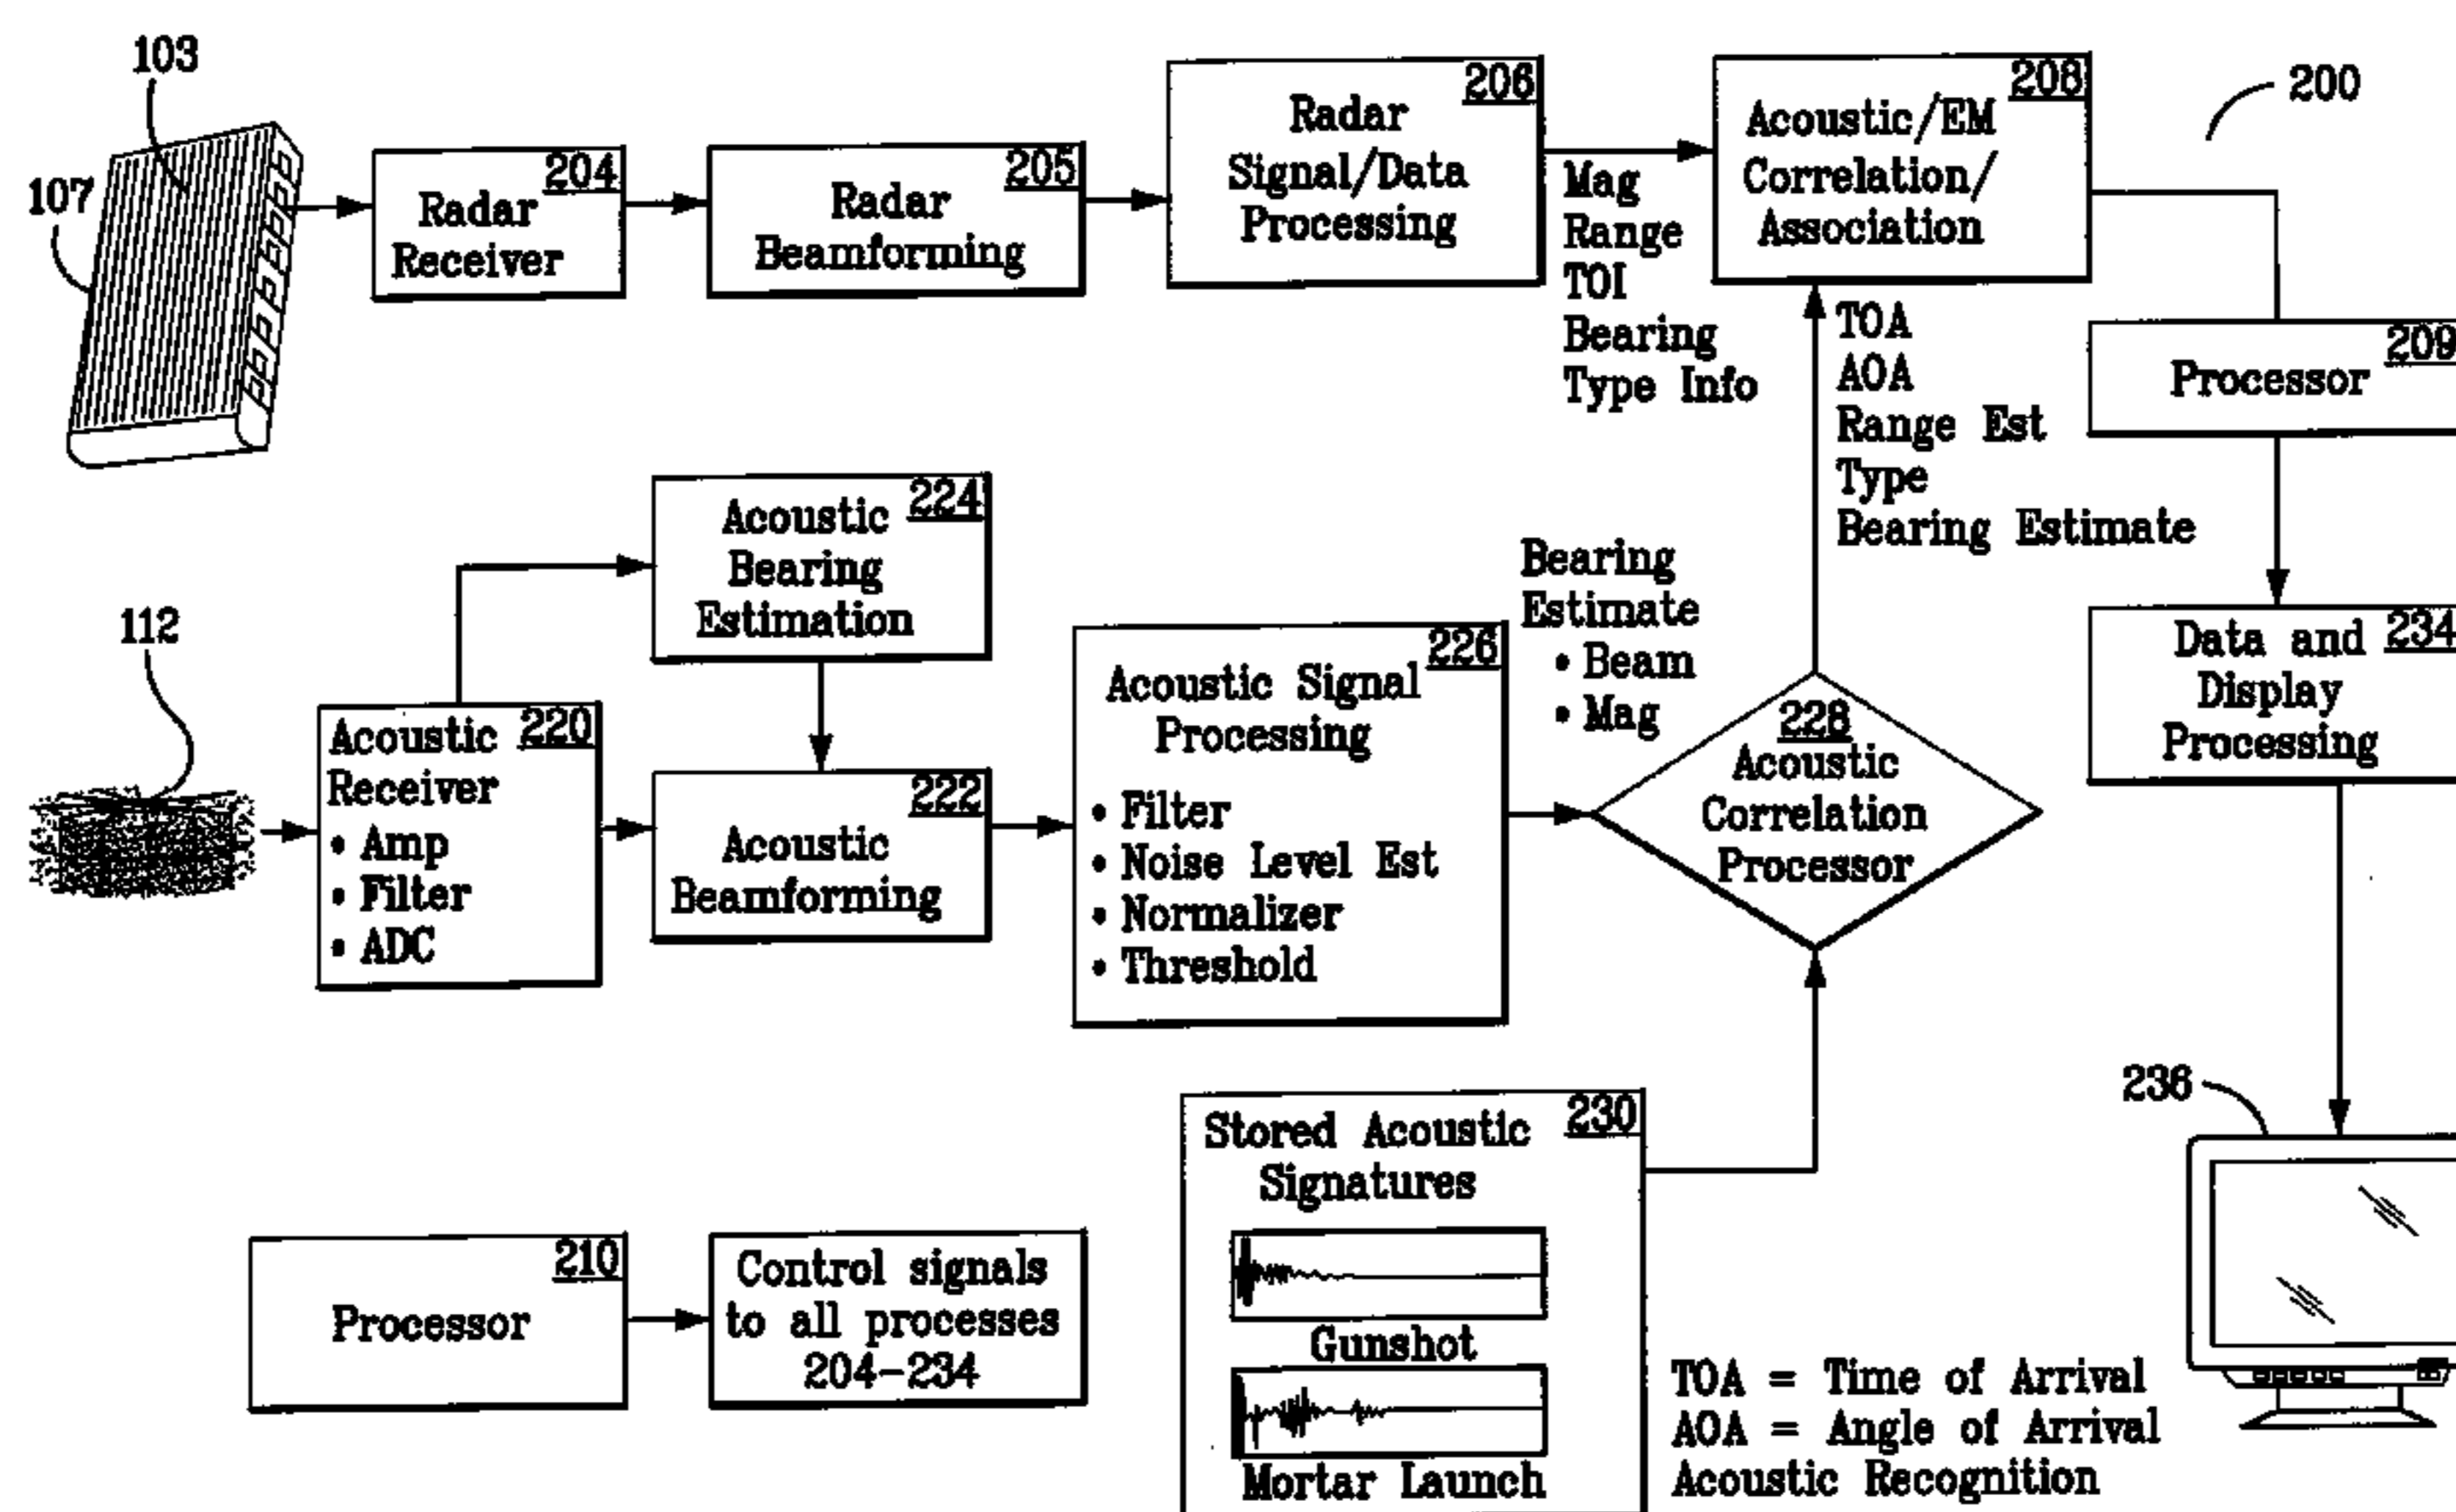 103
107
204
Radar
Receiver
205
Radar
Beamforming
206
Radar
Signal/Data
Processing
Mag
Range
TOI
Bearing
Type Info
208
Acoustic/EM
Correlation/
Association
200
TOA
AOA
Range Est
Type
Bearing Estimate
209
Processor
224
Acoustic
Bearing
Estimation
112
220
Acoustic
Receiver
• Amp
• Filter
• ADC
222
Acoustic
Beamforming
226
Acoustic Signal
Processing
• Filter
• Noise Level Est
• Normalizer
• Threshold
Bearing
Estimate
• Beam
• Mag
228
Acoustic
Correlation
Processor
Data and 234
Display
Processing
236
230
Stored Acoustic
Signatures
Gunshot
Mortar Launch
210
Processor
Control signals
to all processes
204-234
TOA = Time of Arrival
AOA = Angle of Arrival
Acoustic Recognition